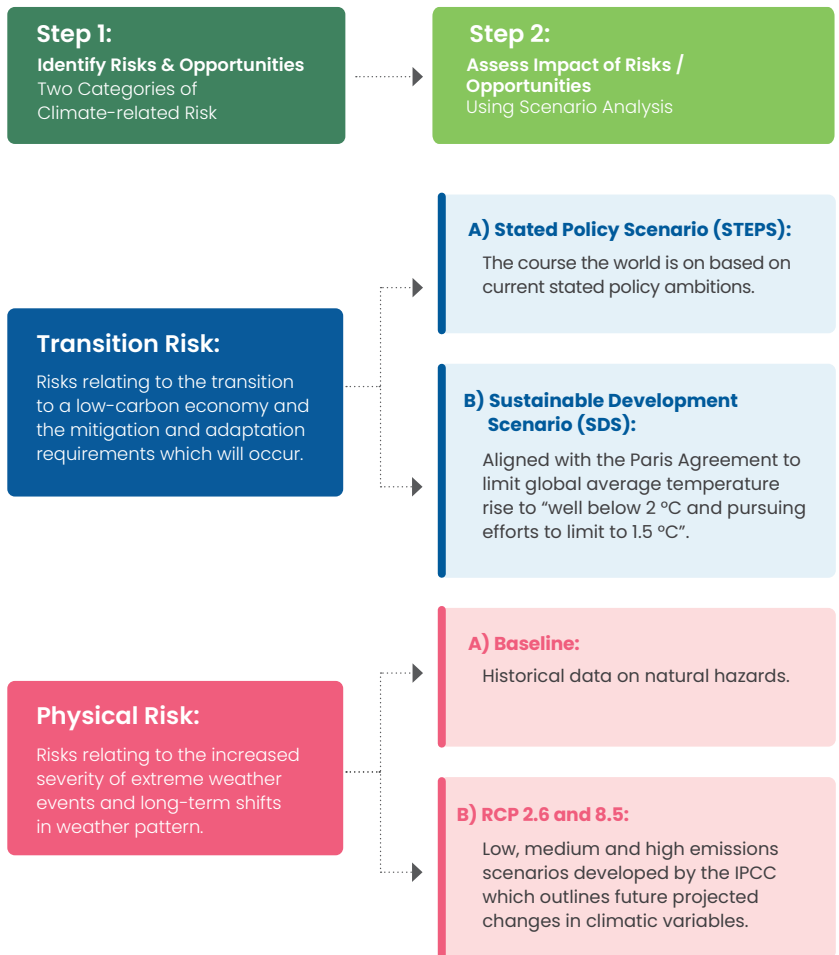 Step 1:
Identify Risks & Opportunities
Two Categories of
Climate-related Risk
Step 2:
Assess Impact of Risks /
Opportunities
Using Scenario Analysis
Transition Risk:
Risks relating to the transition
to a low-carbon economy and
the mitigation and adaptation
requirements which will occur.
A) Stated Policy Scenario (STEPS):
The course the world is on based on
current stated policy ambitions.
B) Sustainable Development
Scenario (SDS):
Aligned with the Paris Agreement to
limit global average temperature
rise to “well below 2 ºC and pursuing
efforts to limit to 1.5 ºC”.
Physical Risk:
Risks relating to the increased
severity of extreme weather
events and long-term shifts
in weather pattern.
A) Baseline:
Historical data on natural hazards.
B) RCP 2.6 and 8.5:
Low, medium and high emissions
scenarios developed by the IPCC
which outlines future projected
changes in climatic variables.